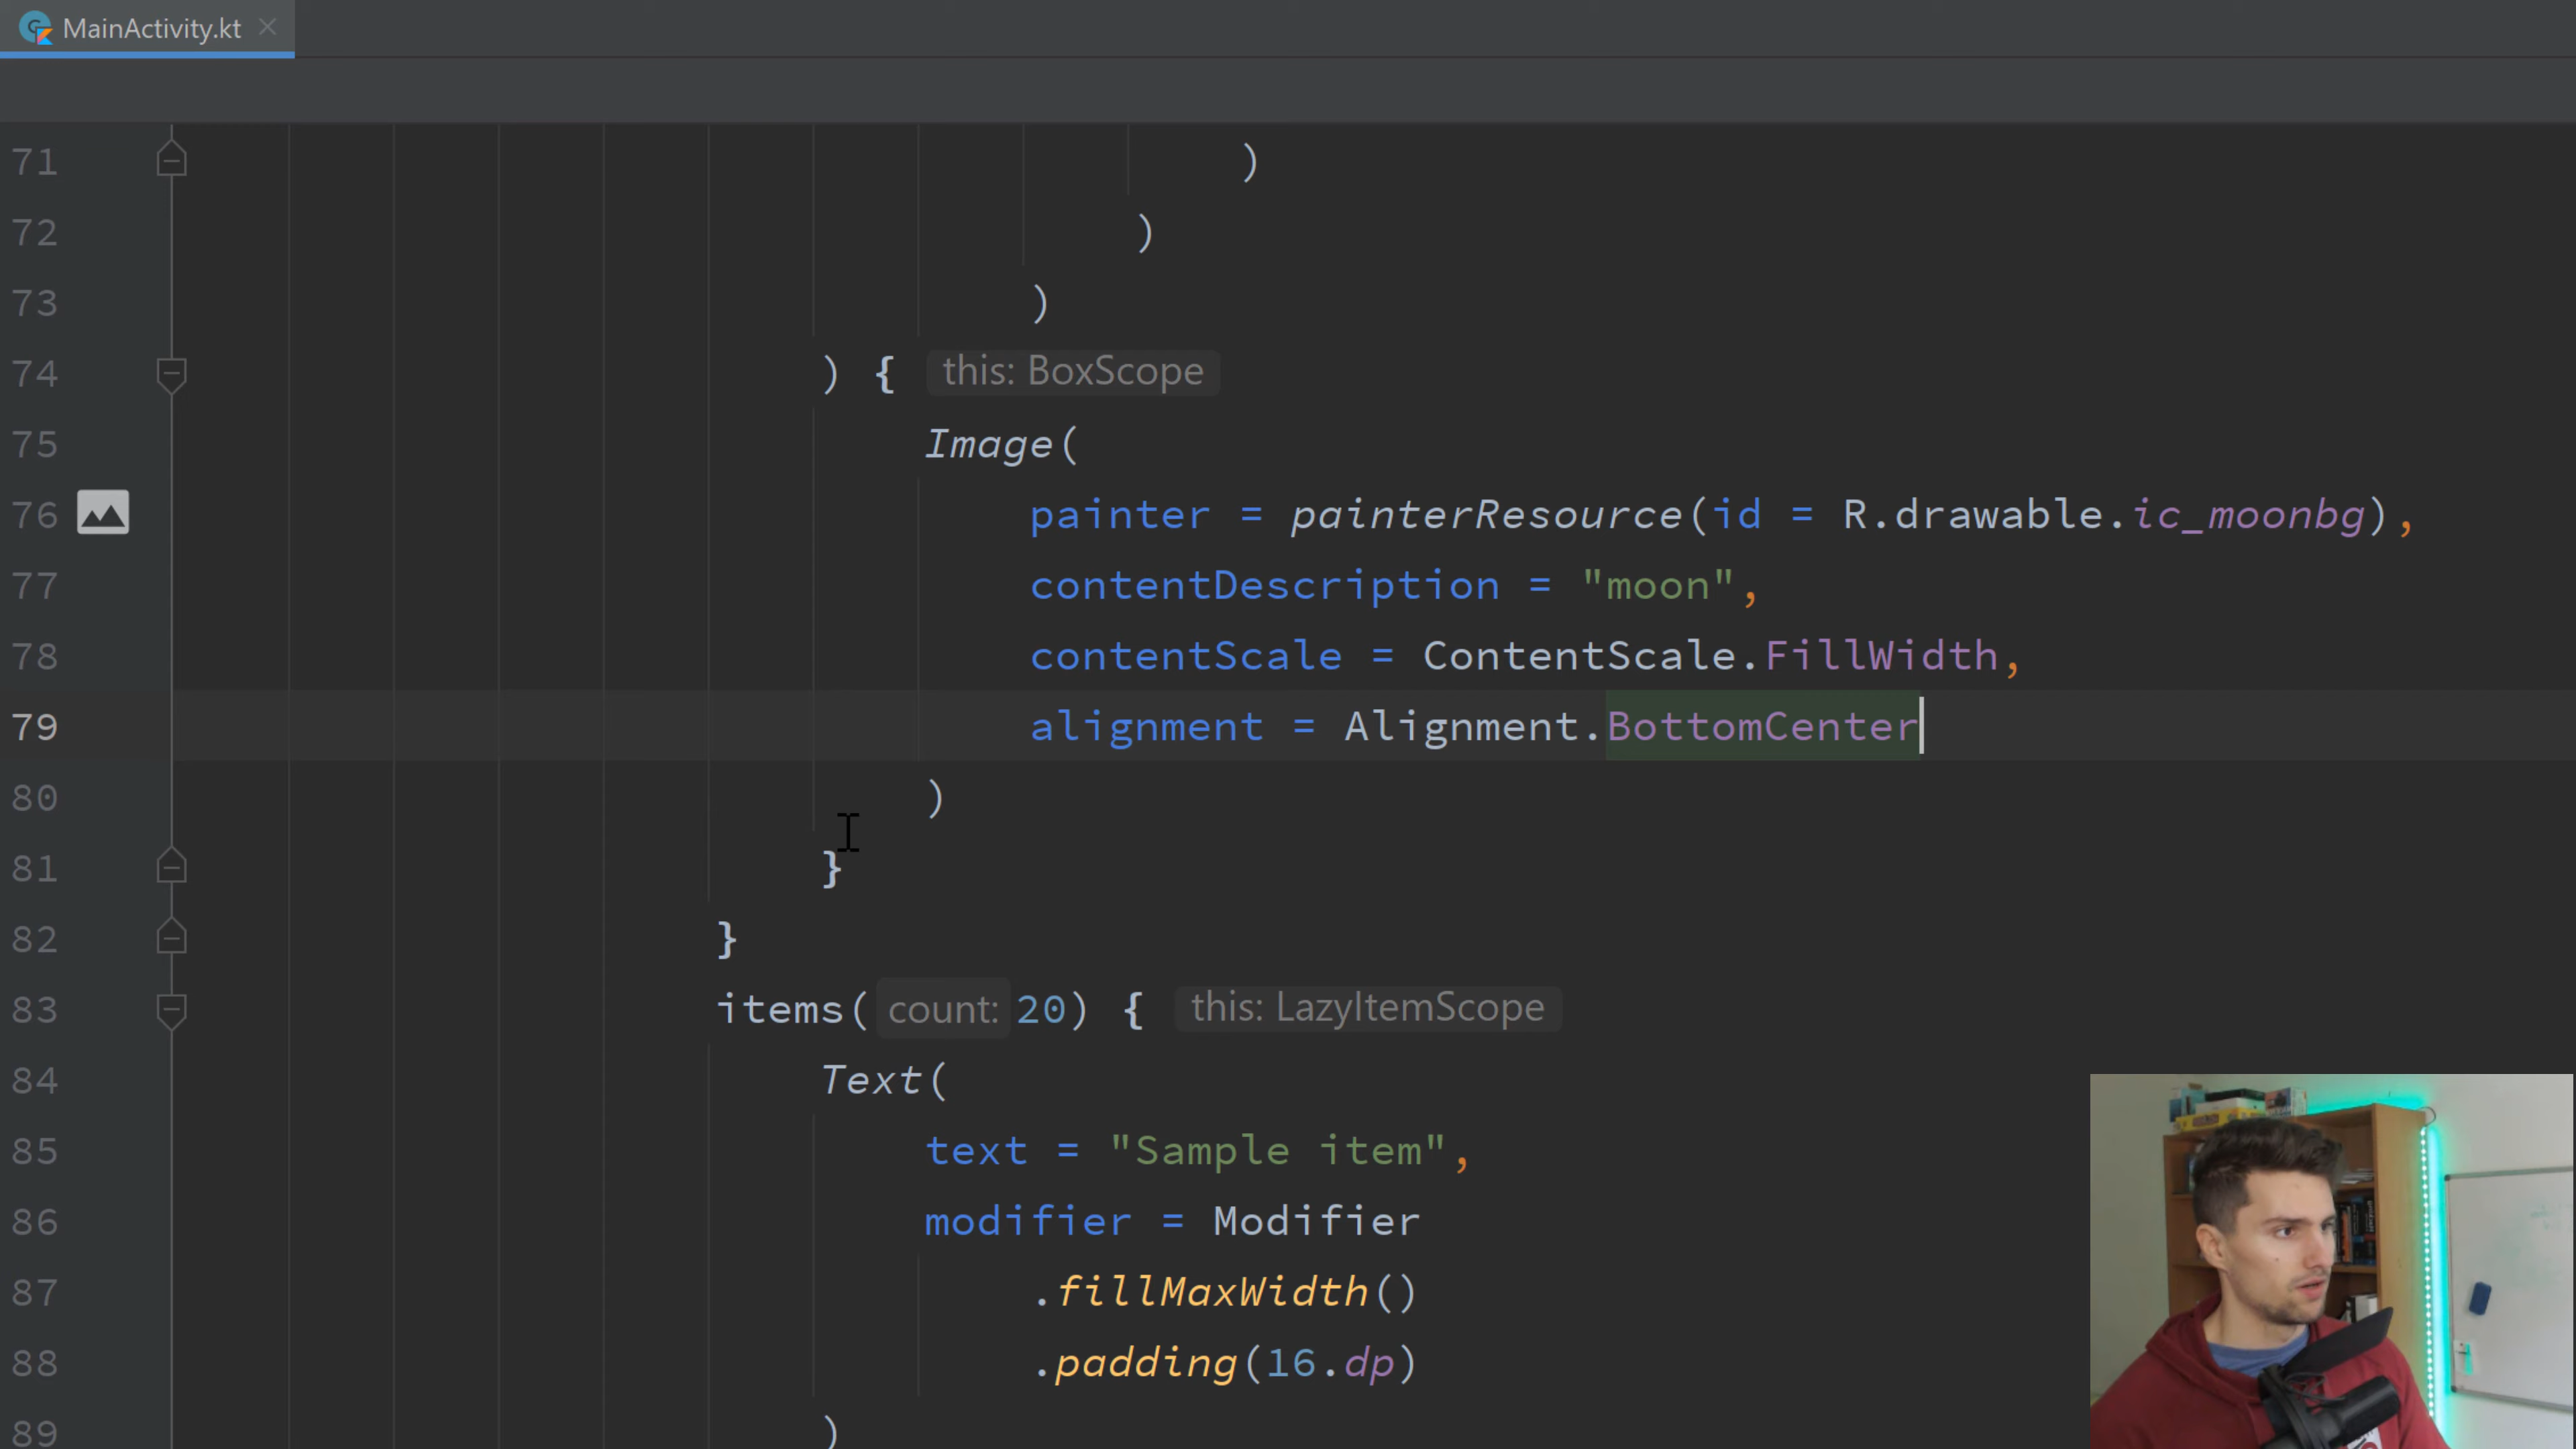 MainActivity.kt
71 )
72 )
73 )
74 ) { this: BoxScope
75 Image(
76 painter = painterResource(id = R.drawable.ic_moonbg),
77 contentDescription = "moon",
78 contentScale = ContentScale.FillWidth,
79 alignment = Alignment.BottomCenter
80 )
81 }
82 }
83 items( count: 20) { this: LazyItemScope
84 Text(
85 text = "Sample item",
86 modifier = Modifier
87 .fillMaxWidth()
88 .padding(16.dp)
89 )